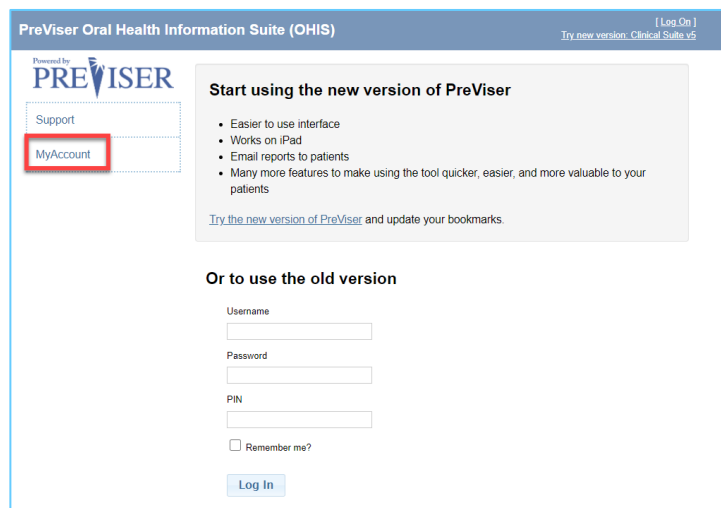 PreViser Oral Health Information Suite (OHIS)
[ Log On ]
Try new version: Clinical Suite v5
Powered by
PREVISER
Support
MyAccount
Start using the new version of PreViser
• Easier to use interface
• Works on iPad
• Email reports to patients
• Many more features to make using the tool quicker, easier, and more valuable to your
patients
Try the new version of PreViser and update your bookmarks.
Or to use the old version
Username
Password
PIN
Remember me?
Log In